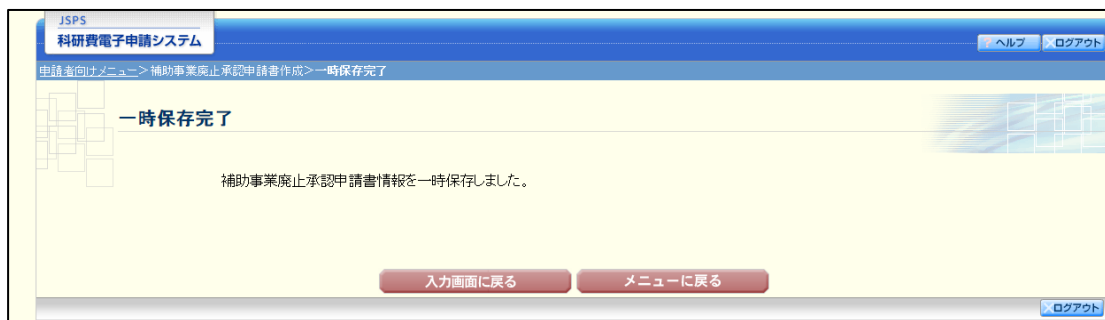 JSPS
科研費電子申請システム
ヘルプ ログアウト
申請者向けメニュー>補助事業廃止承認申請書作成>一時保存完了
一時保存完了
補助事業廃止承認申請書情報を一時保存しました。
入力画面に戻る メニューに戻る
ログアウト